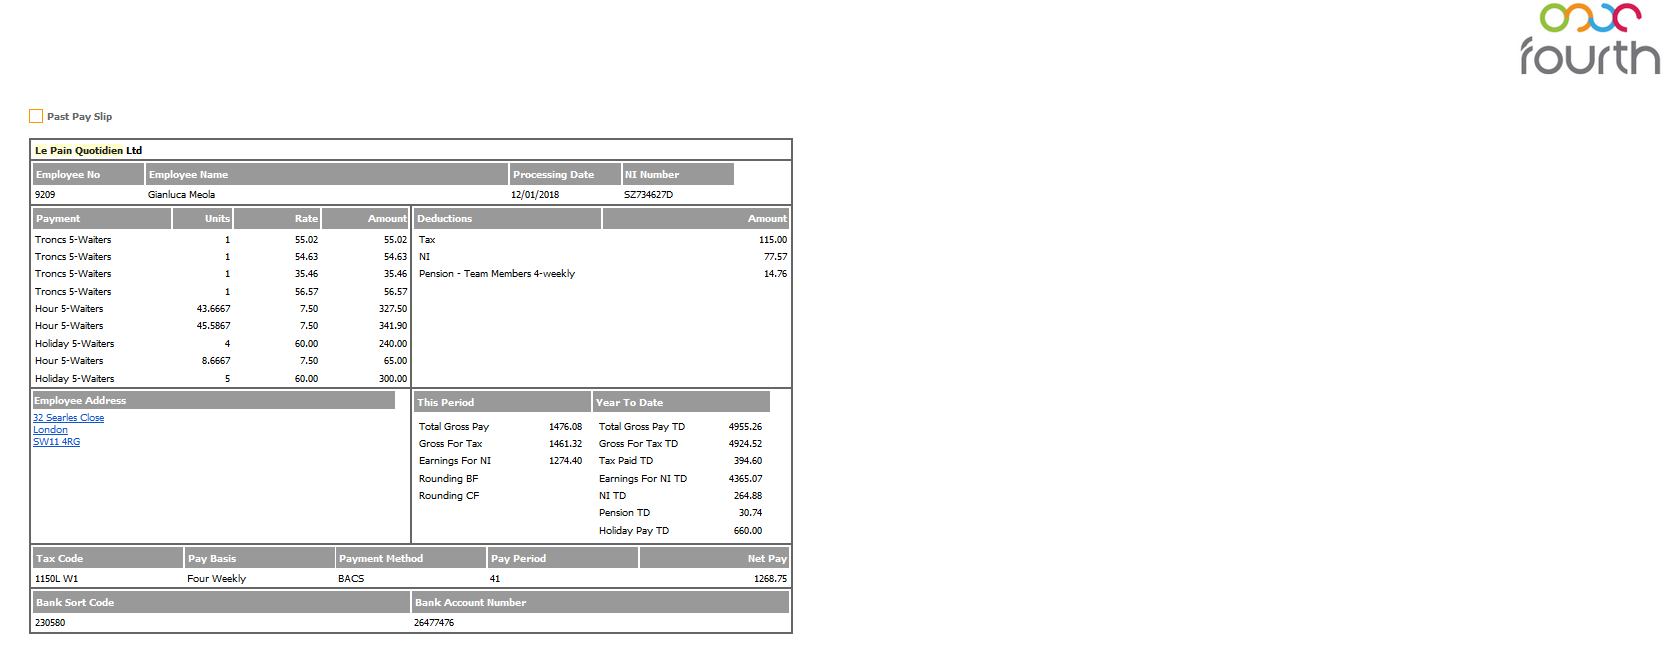 fourth
Past Pay Slip
Le Pain Quotidien Ltd
Employee No Employee Name Processing Date NI Number
9209 Gianluca Meola 12/01/2018 SZ734627D
Payment Units Rate Amount Deductions Amount
Troncs 5-Waiters 1 55.02 55.02 Tax 115.00
Troncs 5-Waiters 1 54.63 54.63 NI 77.57
Troncs 5-Waiters 1 35.46 35.46 Pension - Team Members 4-weekly 14.76
Troncs 5-Waiters 1 56.57 56.57
Hour 5-Waiters 43.6667 7.50 327.50
Hour 5-Waiters 45.5867 7.50 341.90
Holiday 5-Waiters 4 60.00 240.00
Hour 5-Waiters 8.6667 7.50 65.00
Holiday 5-Waiters 5 60.00 300.00
Employee Address
32 Searles Close
London
SW11 4RG
This Period Year To Date
Total Gross Pay 1476.08 Total Gross Pay TD 4955.26
Gross For Tax 1461.32 Gross For Tax TD 4924.52
Earnings For NI 1274.40 Tax Paid TD 394.60
Rounding BF Earnings For NI TD 4365.07
Rounding CF NI TD 264.88
Pension TD 30.74
Holiday Pay TD 660.00
Tax Code Pay Basis Payment Method Pay Period Net Pay
1150L W1 Four Weekly BACS 41 1268.75
Bank Sort Code Bank Account Number
230580 26477476